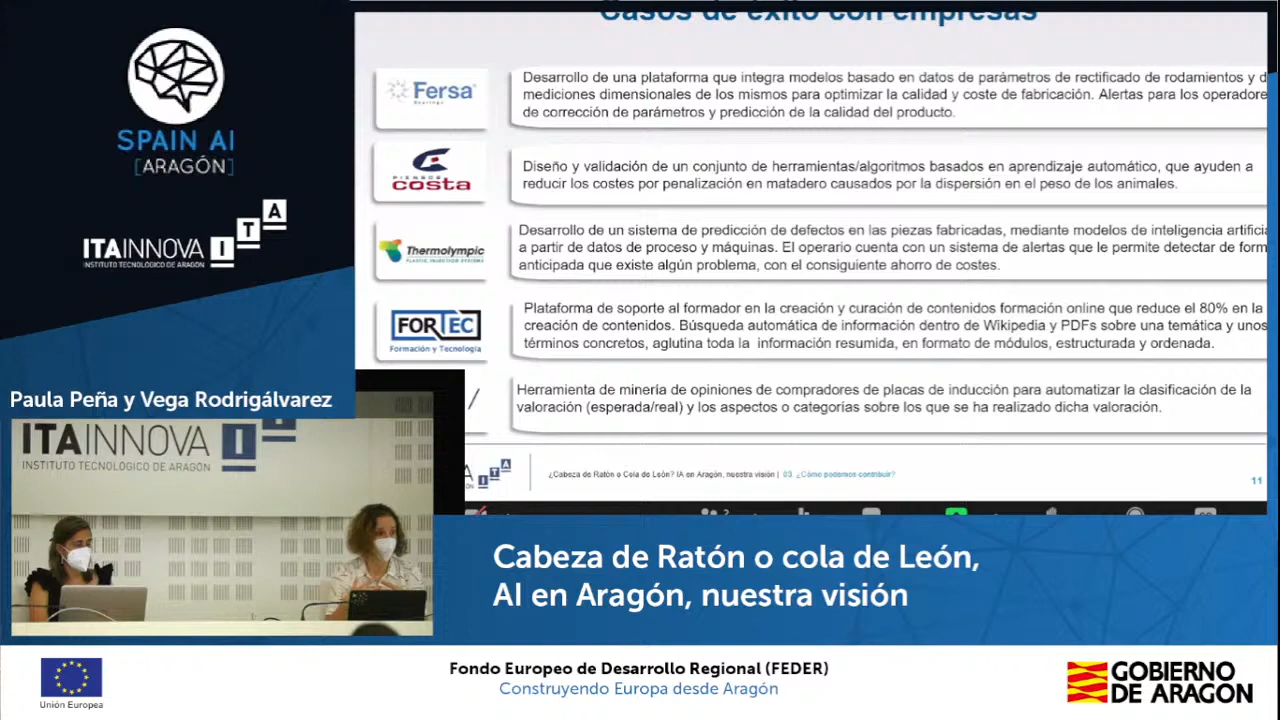 SPAIN AI
[ARAGÓN]
ITAINNOVA
INSTITUTO TECNOLÓGICO DE ARAGÓN
I T A
Paula Peña y Vega Rodrigálvarez
ITAINNOVA
INSTITUTO TECNOLÓGICO DE ARAGÓN
I
Casos de éxito con empresas
Fersa
Bearings
Desarrollo de una plataforma que integra modelos basado en datos de parámetros de rectificado de rodamientos y d
mediciones dimensionales de los mismos para optimizar la calidad y coste de fabricación. Alertas para los operadore
de corrección de parámetros y predicción de la calidad del producto.
PIENSOS
costa
Diseño y validación de un conjunto de herramientas/algoritmos basados en aprendizaje automático, que ayuden a
reducir los costes por penalización en matadero causados por la dispersión en el peso de los animales.
Thermolympic
PLASTIC INJECTION SYSTEMS
Desarrollo de un sistema de predicción de defectos en las piezas fabricadas, mediante modelos de inteligencia artificia
a partir de datos de proceso y máquinas. El operario cuenta con un sistema de alertas que le permite detectar de form
anticipada que existe algún problema, con el consiguiente ahorro de costes.
FORTEC
Formación y Tecnología
Plataforma de soporte al formador en la creación y curación de contenidos formación online que reduce el 80% en la
creación de contenidos. Búsqueda automática de información dentro de Wikipedia y PDFs sobre una temática y unos
términos concretos, aglutina toda la información resumida, en formato de módulos, estructurada y ordenada.
/
Herramienta de minería de opiniones de compradores de placas de inducción para automatizar la clasificación de la
valoración (esperada/real) y los aspectos o categorías sobre los que se ha realizado dicha valoración.
A I T A
¿Cabeza de Ratón o Cola de León? IA en Aragón, nuestra visión | 03. ¿Cómo podemos contribuir?
11
Cabeza de Ratón o cola de León,
AI en Aragón, nuestra visión
Unión Europea
Fondo Europeo de Desarrollo Regional (FEDER)
Construyendo Europa desde Aragón
GOBIERNO
DE ARAGON